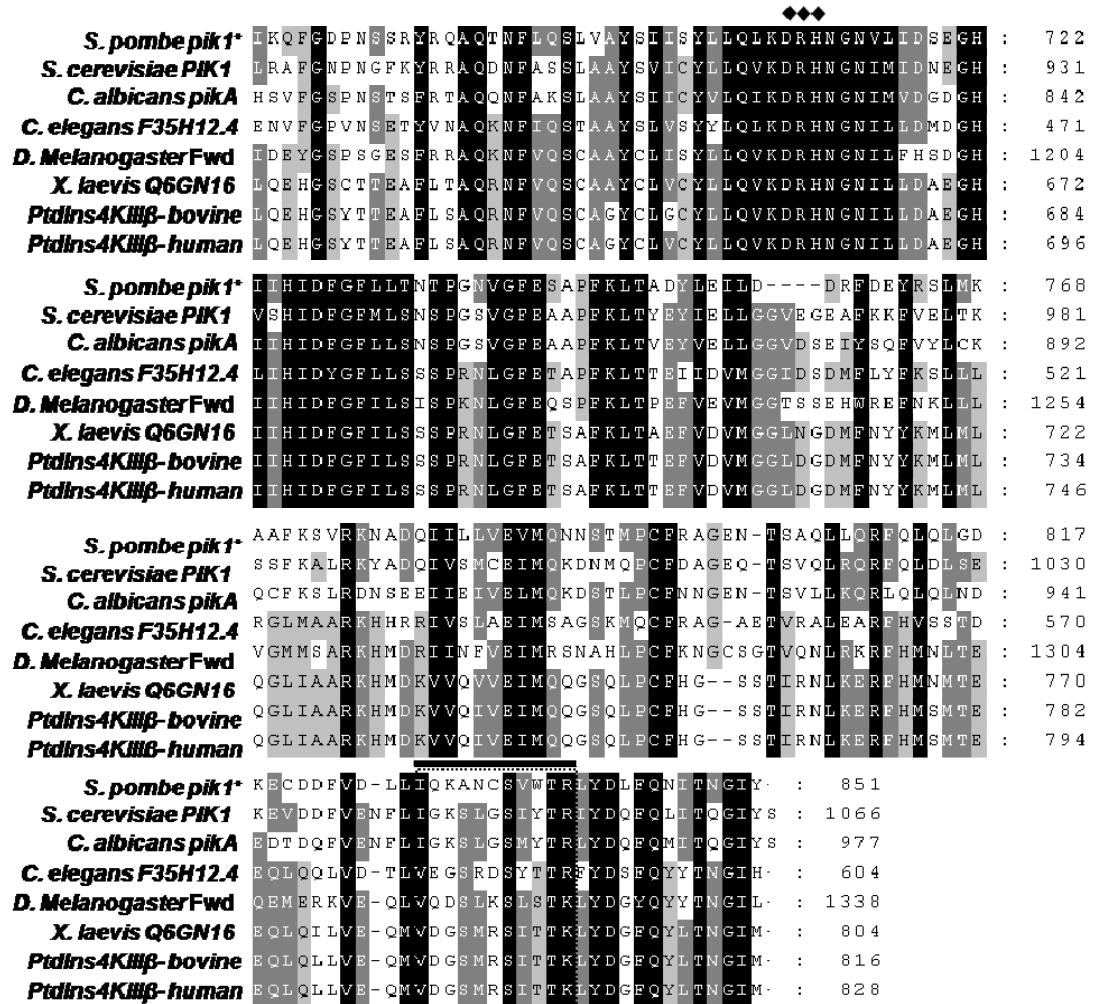 ◆◆◆
S. pombe pik1* IKQFGDPNSSRYRQAQTNFLQSLVAYSIISYLLQLKDRHNGNVLIDSEGH : 722
S. cerevisiae PIK1 LRAFGNPNGFKYRRAQDNFASSLAAYSVICYLLQVKDRHNGNIMIDNEGH : 931
C. albicans pikA HSVFGSPNSTSFRTAQQNFAKSLAAYSIICYVLQIKDRHNGNIMVDGDGH : 842
C. elegans F35H12.4 ENVFGPVNSETYVNAQKNFIQSTAAYSLVSYYLQLKDRHNGNILLDMDGH : 471
D. Melanogaster Fwd IDEYGSPSGESFRRAQKNFVQSCAAYCLISYLLQVKDRHNGNILFHSDGH : 1204
X. laevis Q6GN16 LQEHGSCTTEAFLTAQRNFVQSCAAYCLVCYLLQVKDRHNGNILLDAEGH : 672
PtdIns4KIIIβ-bovine LQEHGSYTTEAFLSAQRNFVQSCAGYCLGCYLLQVKDRHNGNILLDAEGH : 684
PtdIns4KIIIβ-human LQEHGSYTTEAFLSAQRNFVQSCAGYCLVCYLLQVKDRHNGNILLDAEGH : 696
S. pombe pik1* IIHIDFGFLLTNTPGNVGFESAPFKLTADYLEILD----DRFDEYRSLMK : 768
S. cerevisiae PIK1 VSHIDFGFMLSNSPGSVGFEAAPFKLTYEYIELLGGVEGEAFKKFVELTK : 981
C. albicans pikA IIHIDFGFLLSNSPGSVGFEAAPFKLTVEYVELLGGVDSEIYSQFVYLCK : 892
C. elegans F35H12.4 LIHIDYGFLLSSSPRNLGFETAPFKLTTEIIDVMGGIDSDMFLYFKSLLL : 521
D. Melanogaster Fwd IIHIDFGFILSISPKNLGFEQSPFKLTPEFVEVMGGTSSEHWREFNKLLL : 1254
X. laevis Q6GN16 IIHIDFGFILSSSPRNLGFETSAFKLTAEFVDVMGGLNGDMFNYYKMLML : 722
PtdIns4KIIIβ-bovine IIHIDFGFILSSSPRNLGFETSAFKLTTEFVDVMGGLDGDMFNYYKMLML : 734
PtdIns4KIIIβ-human IIHIDFGFILSSSPRNLGFETSAFKLTTEFVDVMGGLDGDMFNYYKMLML : 746
S. pombe pik1* AAFKSVRKNADQIILLVEVMQNNSTMPCFRAGEN-TSAQLLQRFQLQLGD : 817
S. cerevisiae PIK1 SSFKALRKYADQIVSMCEIMQKDNMQPCFDAGEQ-TSVQLRQRFQLDLSE : 1030
C. albicans pikA QCFKSLRDNSEEIIEIVELMQKDSTLPCFNNGEN-TSVLLKQRLQLQLND : 941
C. elegans F35H12.4 RGLMAARKHHRRIVSLAEIMSAGSKMQCFRAG-AETVRALEARFHVSSTD : 570
D. Melanogaster Fwd VGMMSARKHMDRIINFVEIMRSNAHLPCFKNGCSGTVQNLRKRFHMNLTE : 1304
X. laevis Q6GN16 QGLIAARKHMDKVVQVVEIMQQGSQLPCFHG--SSTIRNLKERFHMNMTE : 770
PtdIns4KIIIβ-bovine QGLIAARKHMDKVVQIVEIMQQGSQLPCFHG--SSTIRNLKERFHMSMTE : 782
PtdIns4KIIIβ-human QGLIAARKHMDKVVQIVEIMQQGSQLPCFHG--SSTIRNLKERFHMSMTE : 794
S. pombe pik1* KECDDFVD-LLIQKANCSVWTRLYDLFQNITNGIY- : 851
S. cerevisiae PIK1 KEVDDFVENFLIGKSLGSIYTRIYDQFQLITQGIYS : 1066
C. albicans pikA EDTDQFVENFLIGKSLGSMYTRLYDQFQMITQGIYS : 977
C. elegans F35H12.4 EQLQQLVD-TLVEGSRDSYTTRFYDSFQYYTNGIH- : 604
D. Melanogaster Fwd QEMERKVE-QLVQDSLKSLSTKLYDGYQYYTNGIL- : 1338
X. laevis Q6GN16 EQLQILVE-QMVDGSMRSITTKLYDGFQYLTNGIM- : 804
PtdIns4KIIIβ-bovine EQLQLLVE-QMVDGSMRSITTKLYDGFQYLTNGIM- : 816
PtdIns4KIIIβ-human EQLQLLVE-QMVDGSMRSITTKLYDGFQYLTNGIM- : 828